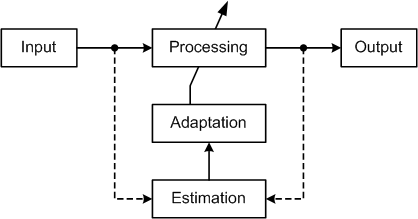 Input
Processing
Output
Adaptation
Estimation